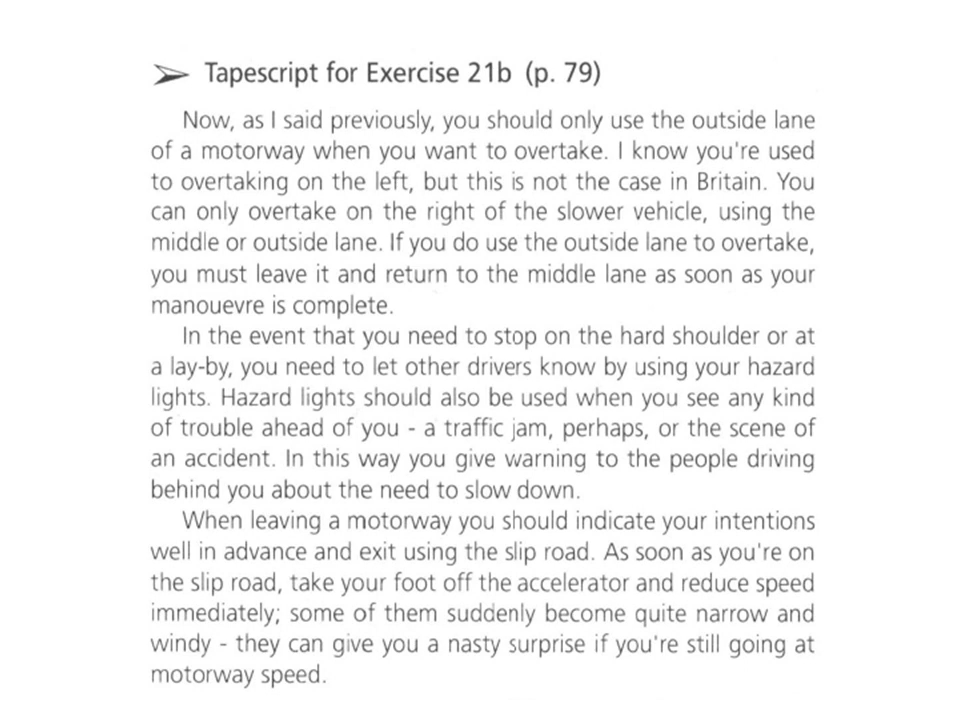 ➢ Tapescript for Exercise 21b (p. 79)
Now, as I said previously, you should only use the outside lane
of a motorway when you want to overtake. I know you're used
to overtaking on the left, but this is not the case in Britain. You
can only overtake on the right of the slower vehicle, using the
middle or outside lane. If you do use the outside lane to overtake,
you must leave it and return to the middle lane as soon as your
manouevre is complete.
In the event that you need to stop on the hard shoulder or at
a lay-by, you need to let other drivers know by using your hazard
lights. Hazard lights should also be used when you see any kind
of trouble ahead of you - a traffic jam, perhaps, or the scene of
an accident. In this way you give warning to the people driving
behind you about the need to slow down.
When leaving a motorway you should indicate your intentions
well in advance and exit using the slip road. As soon as you're on
the slip road, take your foot off the accelerator and reduce speed
immediately; some of them suddenly become quite narrow and
windy - they can give you a nasty surprise if you're still going at
motorway speed.